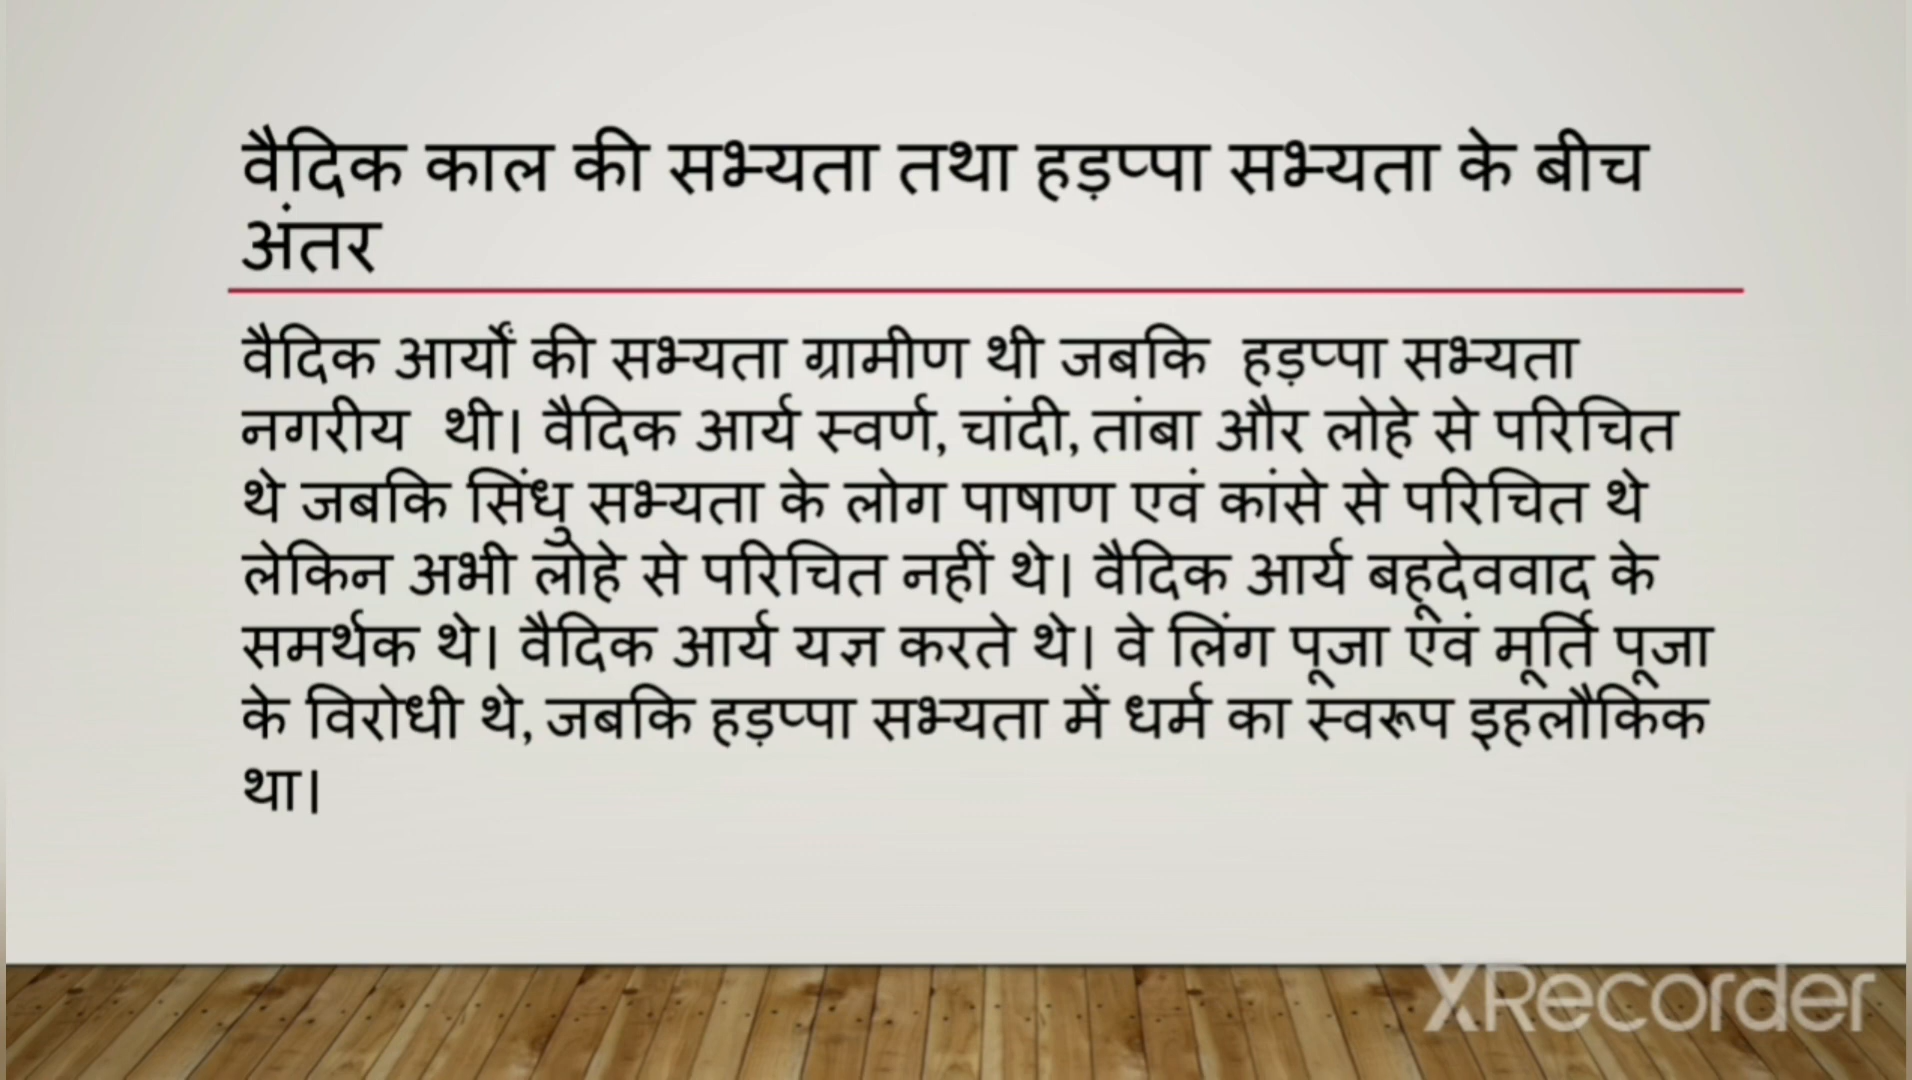 वैदिक काल की सभ्यता तथा हड़प्पा सभ्यता के बीच
अंतर
वैदिक आर्यों की सभ्यता ग्रामीण थी जबकि हड़प्पा सभ्यता
नगरीय थी। वैदिक आर्य स्वर्ण, चांदी, तांबा और लोहे से परिचित
थे जबकि सिंधु सभ्यता के लोग पाषाण एवं कांसे से परिचित थे
लेकिन अभी लोहे से परिचित नहीं थे। वैदिक आर्य बहूदेववाद के
समर्थक थे। वैदिक आर्य यज्ञ करते थे। वे लिंग पूजा एवं मूर्ति पूजा
के विरोधी थे, जबकि हड़प्पा सभ्यता में धर्म का स्वरूप इहलौकिक
था।
XRecorder